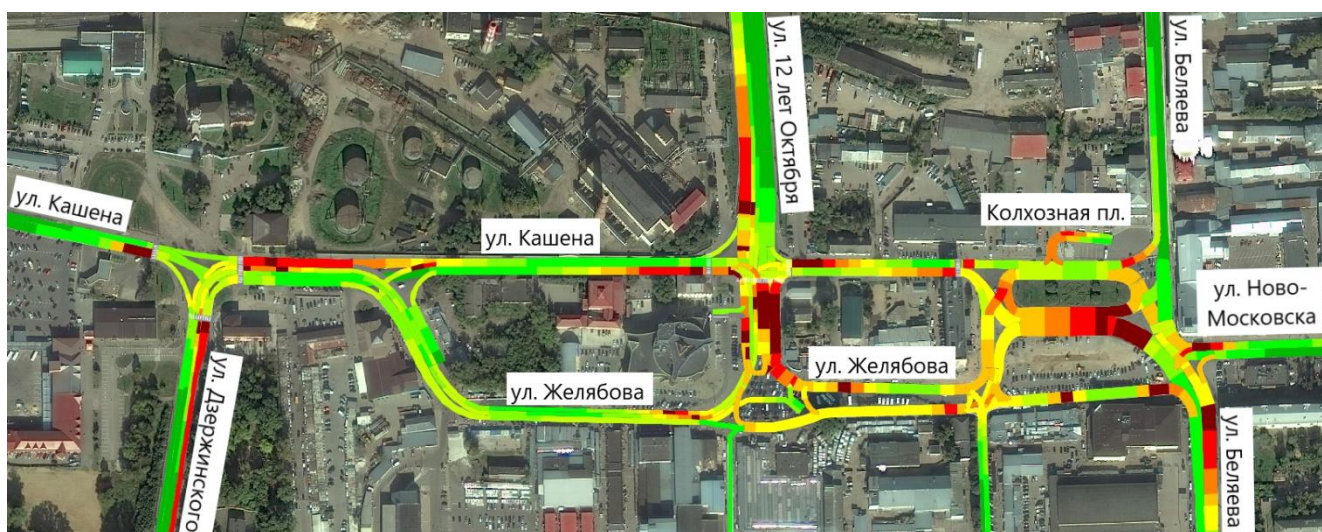 ул. Кашена
ул. Дзержинского
ул. Кашена
ул. Желябова
ул. 12 лет Октября
ул. Желябова
Колхозная пл.
ул. Беляева
ул. Ново-
Московска
ул. Беляева